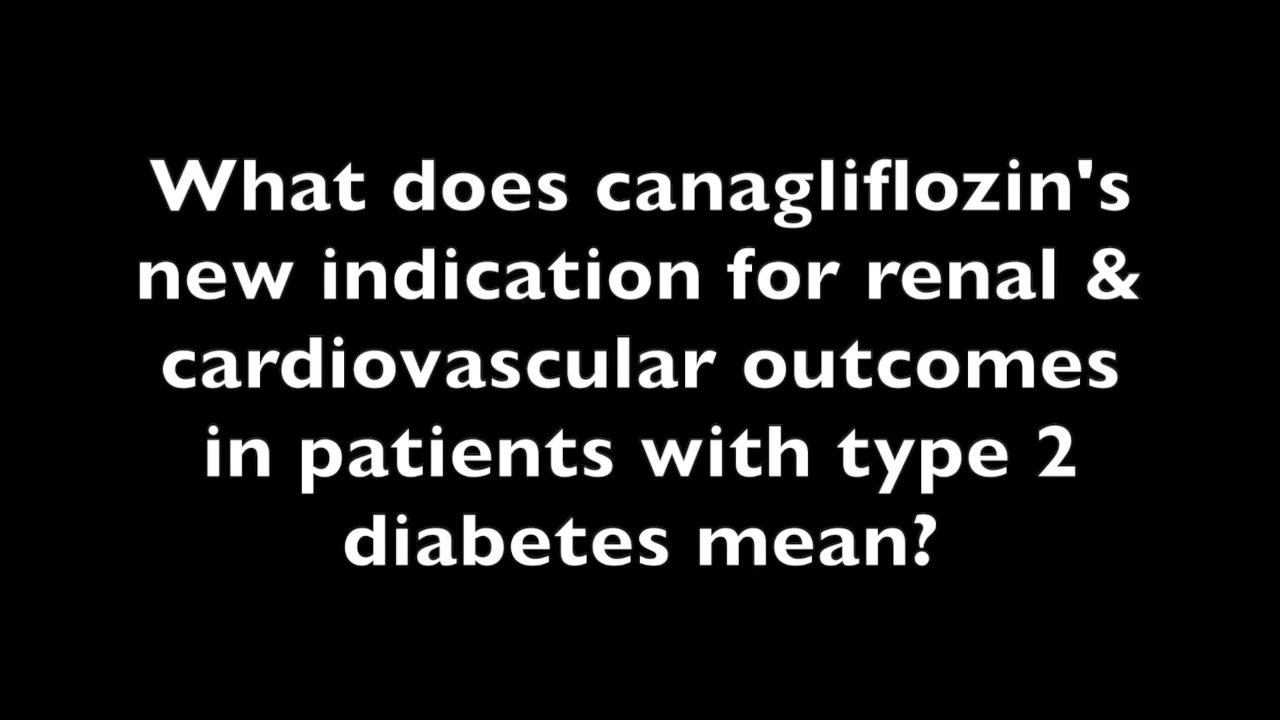 What does canagliflozin's
new indication for renal &
cardiovascular outcomes
in patients with type 2
diabetes mean?